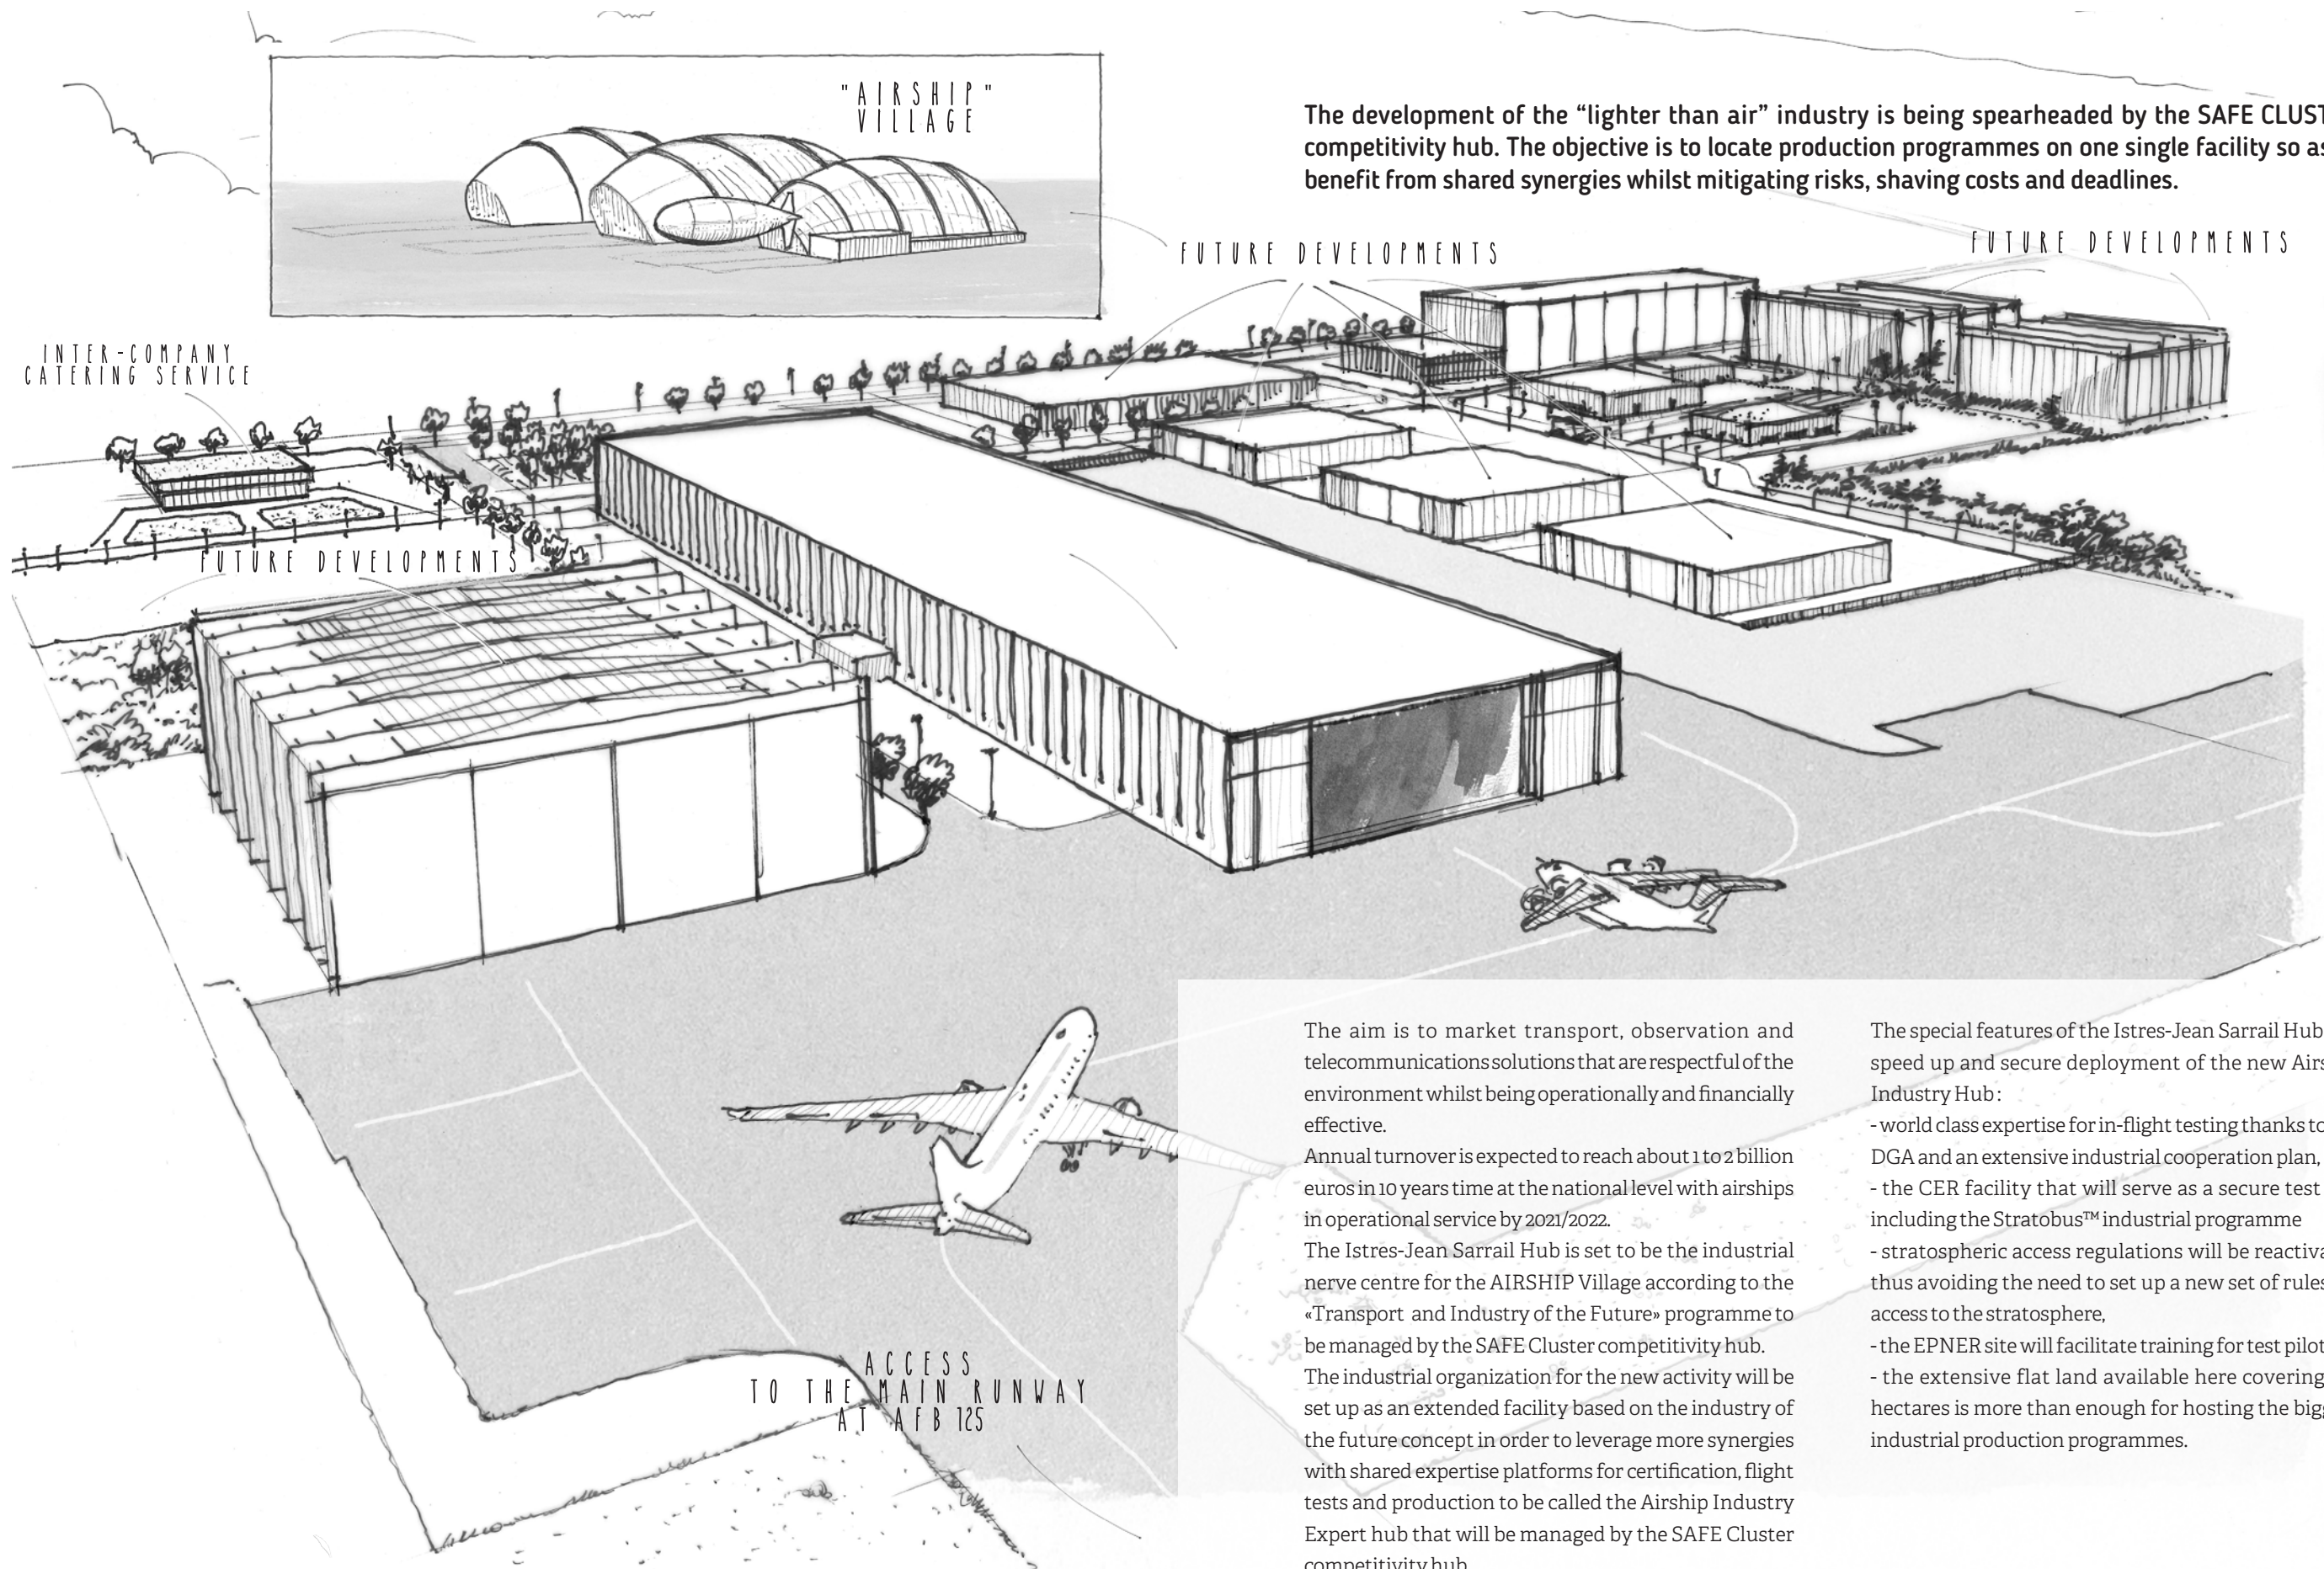 "AIRSHIP"
VILLAGE
The development of the “lighter than air” industry is being spearheaded by the SAFE CLUST
competitivity hub. The objective is to locate production programmes on one single facility so as
benefit from shared synergies whilst mitigating risks, shaving costs and deadlines.
FUTURE DEVELOPMENTS
FUTURE DEVELOPMENTS
INTER-COMPANY
CATERING SERVICE
FUTURE DEVELOPMENTS
ACCESS
TO THE MAIN RUNWAY
AT AFB 125
The aim is to market transport, observation and
telecommunications solutions that are respectful of the
environment whilst being operationally and financially
effective.
Annual turnover is expected to reach about 1 to 2 billion
euros in 10 years time at the national level with airships
in operational service by 2021/2022.
The Istres-Jean Sarrail Hub is set to be the industrial
nerve centre for the AIRSHIP Village according to the
«Transport and Industry of the Future» programme to
be managed by the SAFE Cluster competitivity hub.
The industrial organization for the new activity will be
set up as an extended facility based on the industry of
the future concept in order to leverage more synergies
with shared expertise platforms for certification, flight
tests and production to be called the Airship Industry
Expert hub that will be managed by the SAFE Cluster
competitivity hub
The special features of the Istres-Jean Sarrail Hub
speed up and secure deployment of the new Airs
Industry Hub :
- world class expertise for in-flight testing thanks to
DGA and an extensive industrial cooperation plan,
- the CER facility that will serve as a secure test
including the Stratobus™ industrial programme
- stratospheric access regulations will be reactiva
thus avoiding the need to set up a new set of rules
access to the stratosphere,
- the EPNER site will facilitate training for test pilot
- the extensive flat land available here covering
hectares is more than enough for hosting the bigg
industrial production programmes.